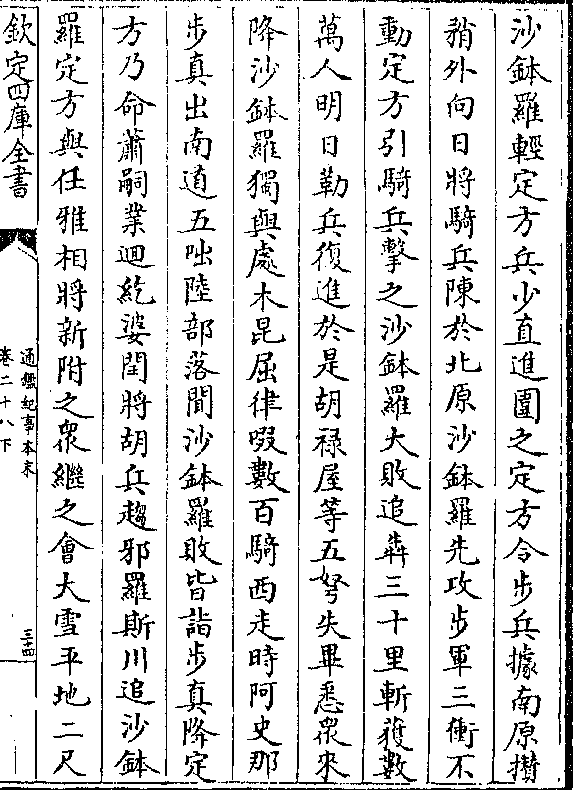 沙鉢羅輕定方兵少直進圍之定方令步兵據南原攅
矟外向日將騎兵陳於北原沙鉢羅先攻步軍三衝不
動定方引騎兵擊之沙鉢羅大敗追犇三十里斬獲數
萬人明日勒兵復進於是胡禄屋等五弩失畢悉衆來
降沙鉢羅獨與處木昆屈律啜數百騎西走時阿史那
步真出南道五咄陸部落聞沙鉢羅敗皆詣步真降定
方乃命蕭嗣業迴紇婆閏將胡兵趨邪羅斯川追沙鉢
羅定方與任雅相將新附之衆繼之會大雪平地二尺
欽定四庫全書
通鑑紀事本末
卷二十八下
三十四